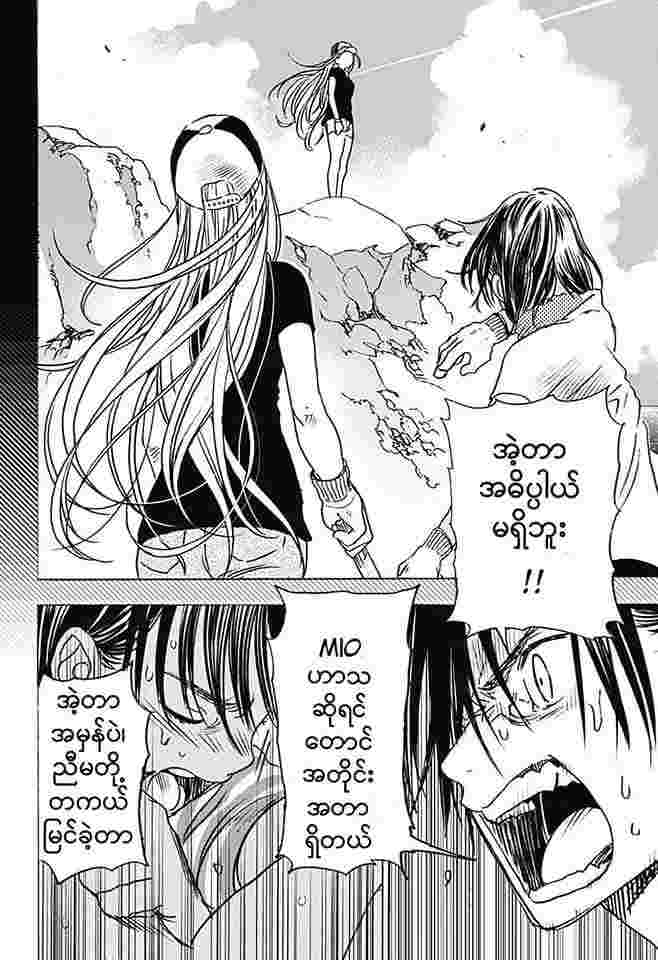 အဲ့တာ
အဓိပ္ပါယ်
မရှိဘူး
!!
MIO
ဟာသ
ဆိုရင်
တောင်
အတိုင်း
အတာ
ရှိတယ်
အဲ့တာ
အမှန်ပဲ၊
ညီမတို့
တကယ်
မြင်ခဲ့တာ